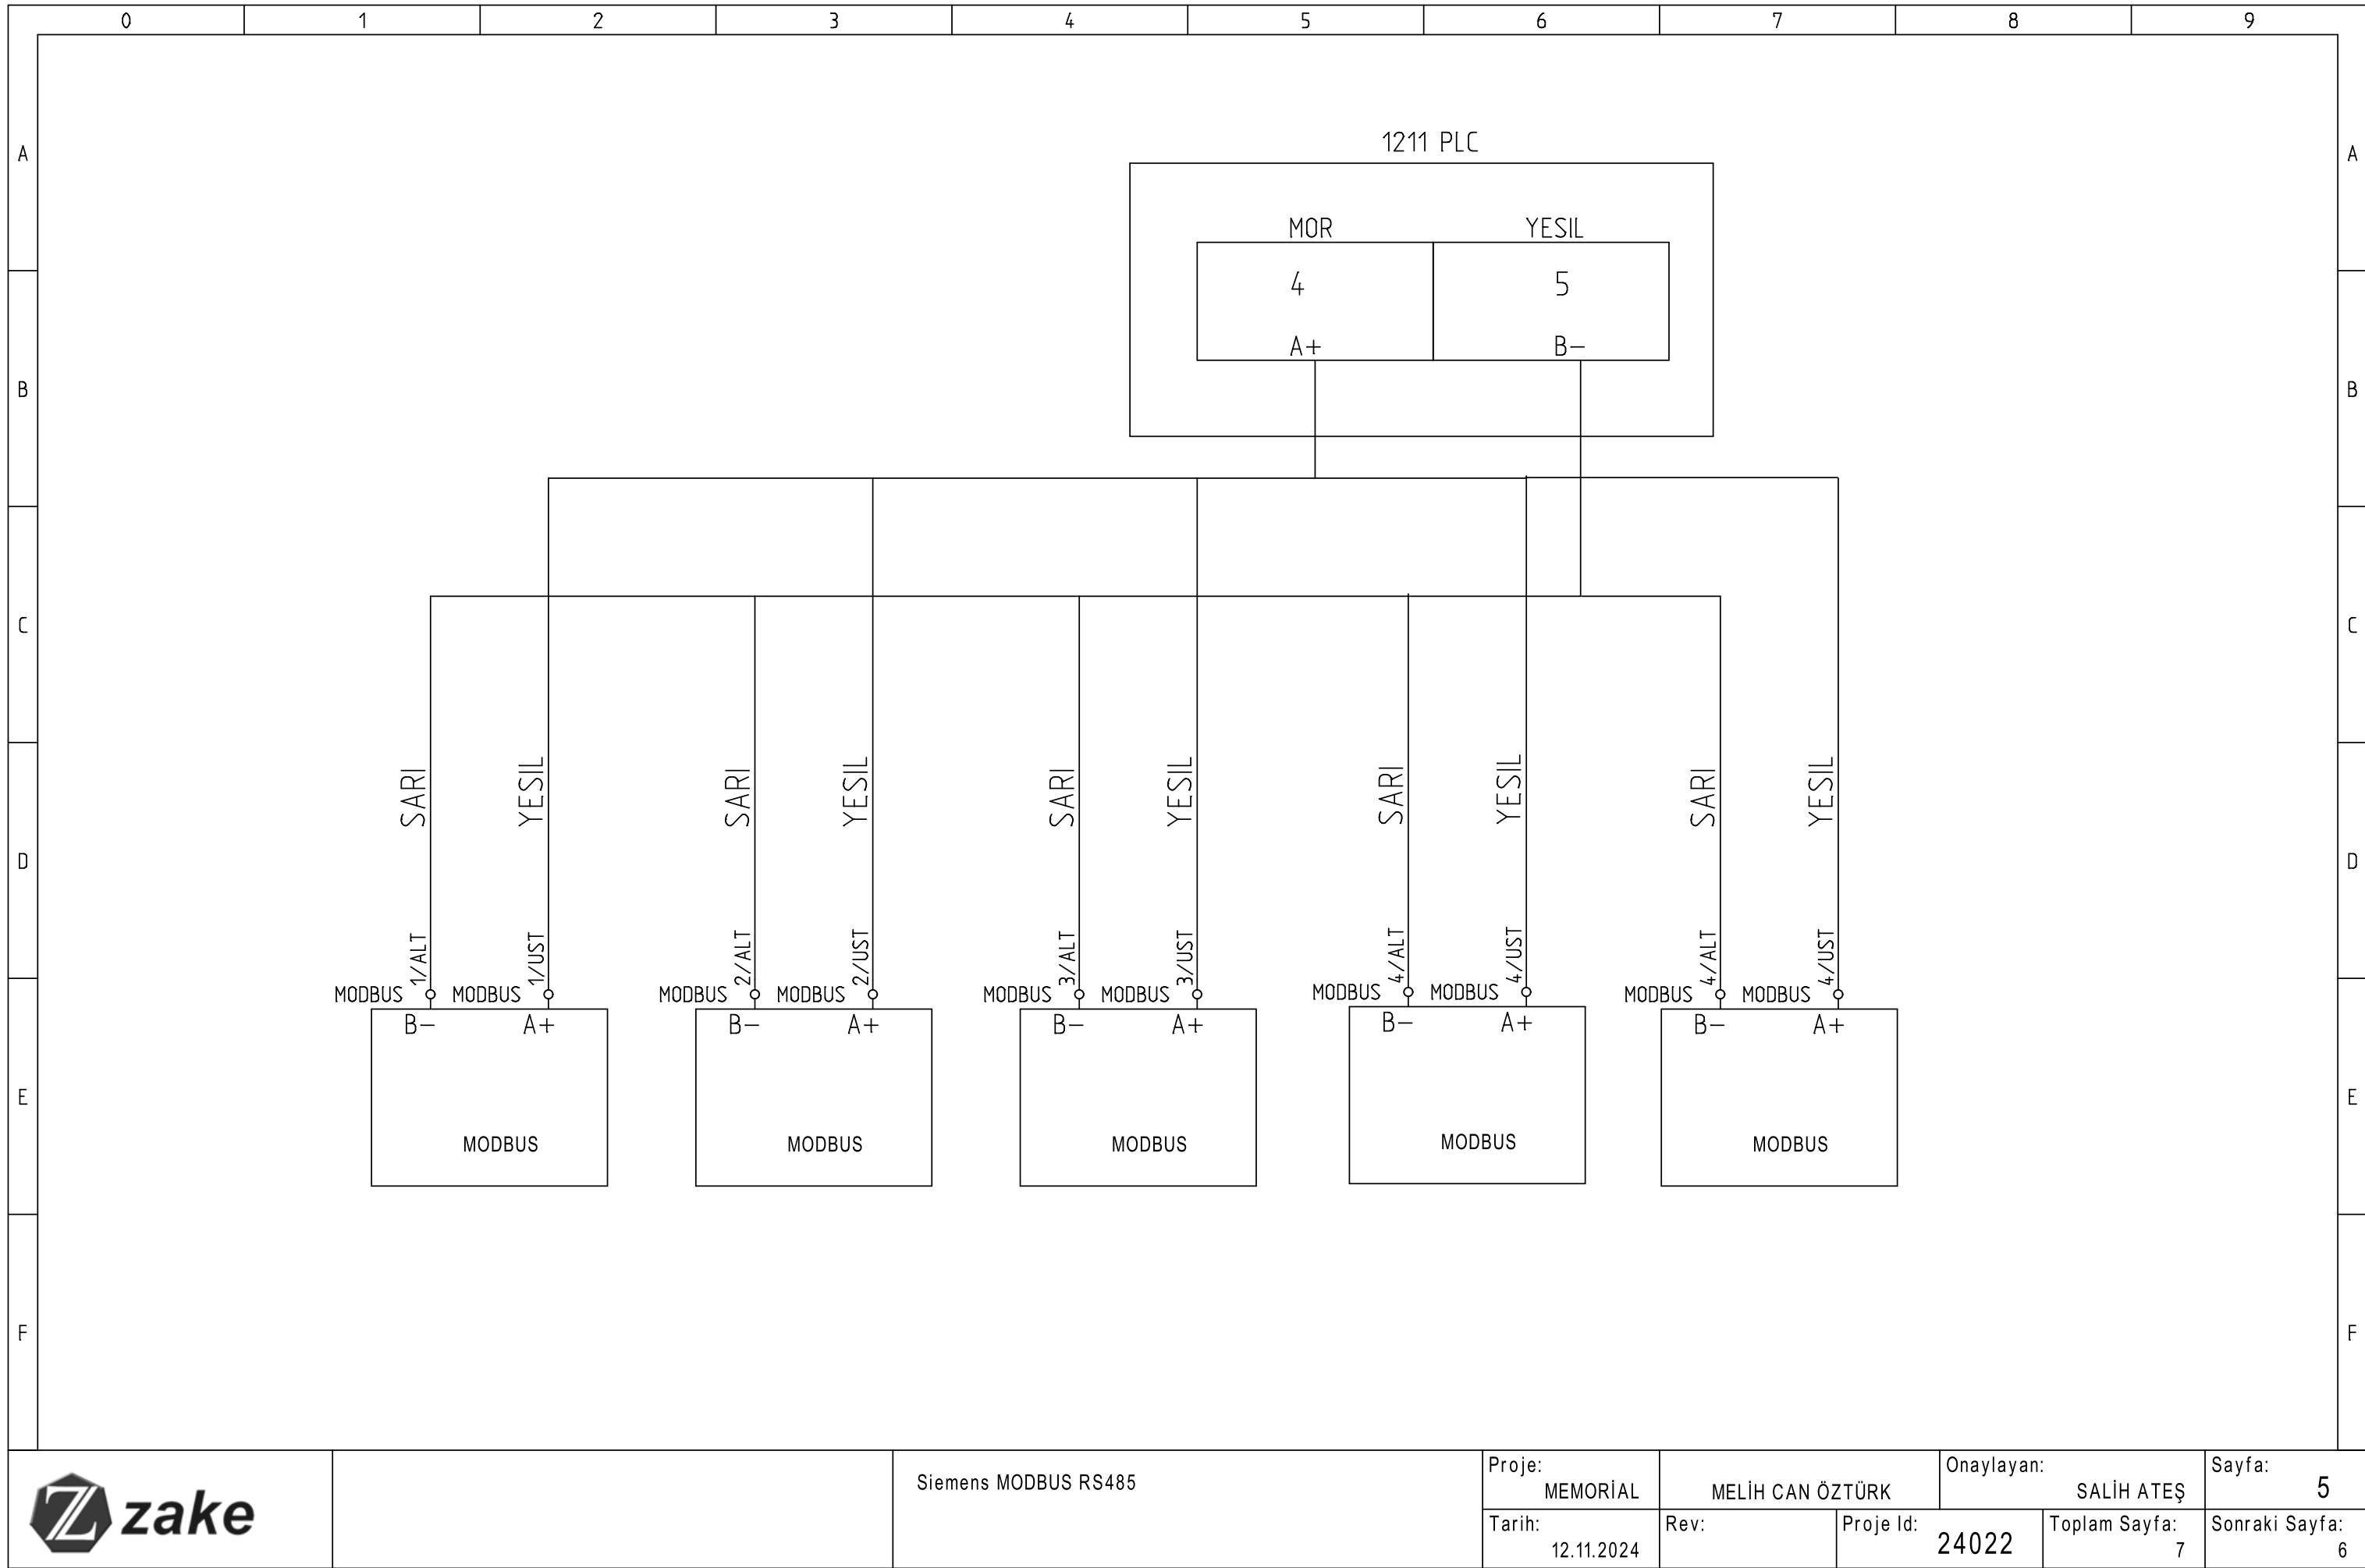 0 1 2 3 4 5 6 7 8 9
1211 PLC
A A
MOR YESIL
4 5
A+ B-
B B
C C
SARI YESIL SARI YESIL SARI YESIL SARI YESIL SARI YESIL
D D
1/ALT 1/UST 2/ALT 2/UST 3/ALT 3/UST 4/ALT 4/UST 4/ALT 4/UST
MODBUS MODBUS MODBUS MODBUS MODBUS MODBUS MODBUS MODBUS MODBUS MODBUS
B- A+ B- A+ B- A+ B- A+ B- A+
E E
MODBUS MODBUS MODBUS MODBUS MODBUS
F F
zake
Siemens MODBUS RS485
Proje:
MEMORİAL
MELİH CAN ÖZTÜRK
Onaylayan:
SALİH ATEŞ
Sayfa:
5
Tarih:
12.11.2024
Rev:
Proje Id:
24022
Toplam Sayfa:
7
Sonraki Sayfa:
6